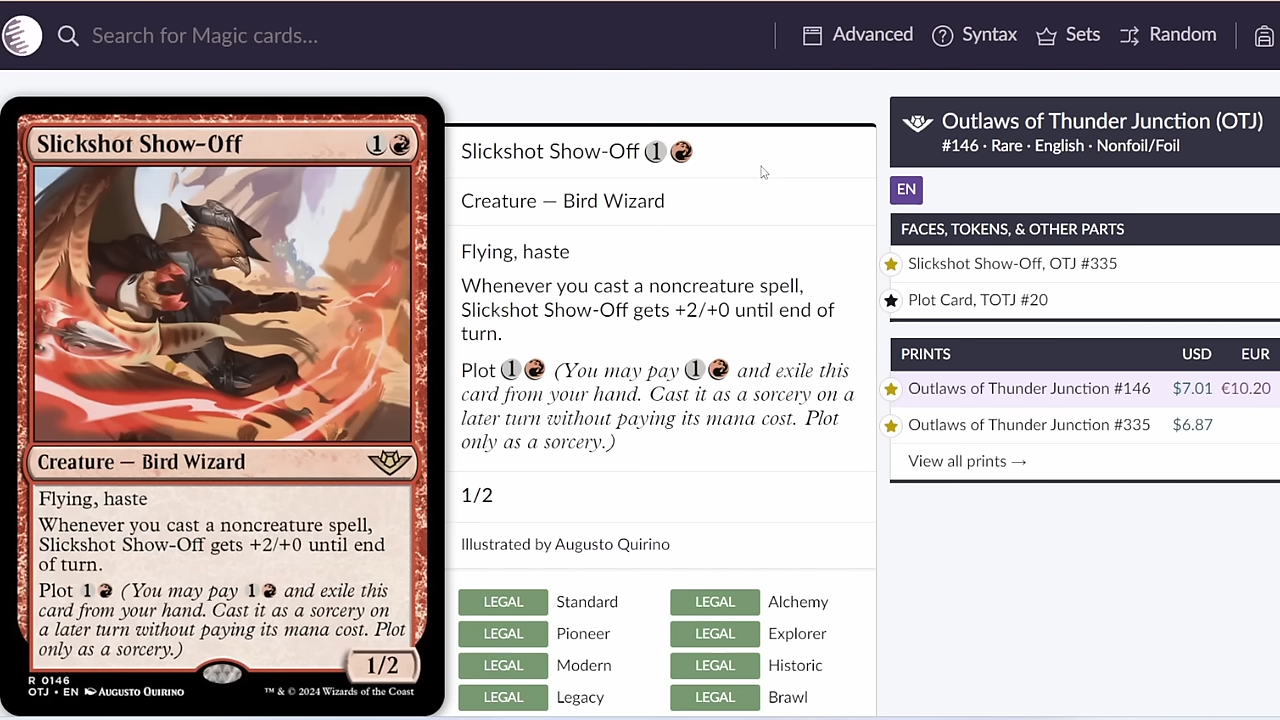 Search for Magic cards...
Advanced
Syntax
Sets
Random
Slickshot Show-Off 1
Creature — Bird Wizard
Flying, haste
Whenever you cast a noncreature spell,
Slickshot Show-Off gets +2/+0 until end
of turn.
Plot 1 (You may pay 1 and exile this
card from your hand. Cast it as a sorcery on
a later turn without paying its mana cost. Plot
only as a sorcery.)
1/2
R 0146
OTJ • EN AUGUSTO QUIRINO
™ & © 2024 Wizards of the Coast
Slickshot Show-Off 1
Creature — Bird Wizard
Flying, haste
Whenever you cast a noncreature spell,
Slickshot Show-Off gets +2/+0 until end of
turn.
Plot 1 (You may pay 1 and exile this
card from your hand. Cast it as a sorcery on a
later turn without paying its mana cost. Plot
only as a sorcery.)
1/2
Illustrated by Augusto Quirino
LEGAL Standard LEGAL Alchemy
LEGAL Pioneer LEGAL Explorer
LEGAL Modern LEGAL Historic
LEGAL Legacy LEGAL Brawl
Outlaws of Thunder Junction (OTJ)
#146 · Rare · English · Nonfoil/Foil
EN
FACES, TOKENS, & OTHER PARTS
Slickshot Show-Off, OTJ #335
Plot Card, TOTJ #20
PRINTS USD EUR
Outlaws of Thunder Junction #146 $7.01 €10.20
Outlaws of Thunder Junction #335 $6.87
View all prints →